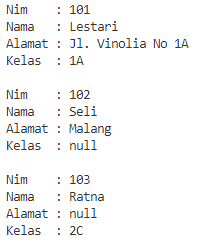 Nim    : 101
Nama   : Lestari
Alamat : Jl. Vinolia No 1A
Kelas  : 1A

Nim    : 102
Nama   : Seli
Alamat : Malang
Kelas  : null

Nim    : 103
Nama   : Ratna
Alamat : null
Kelas  : 2C